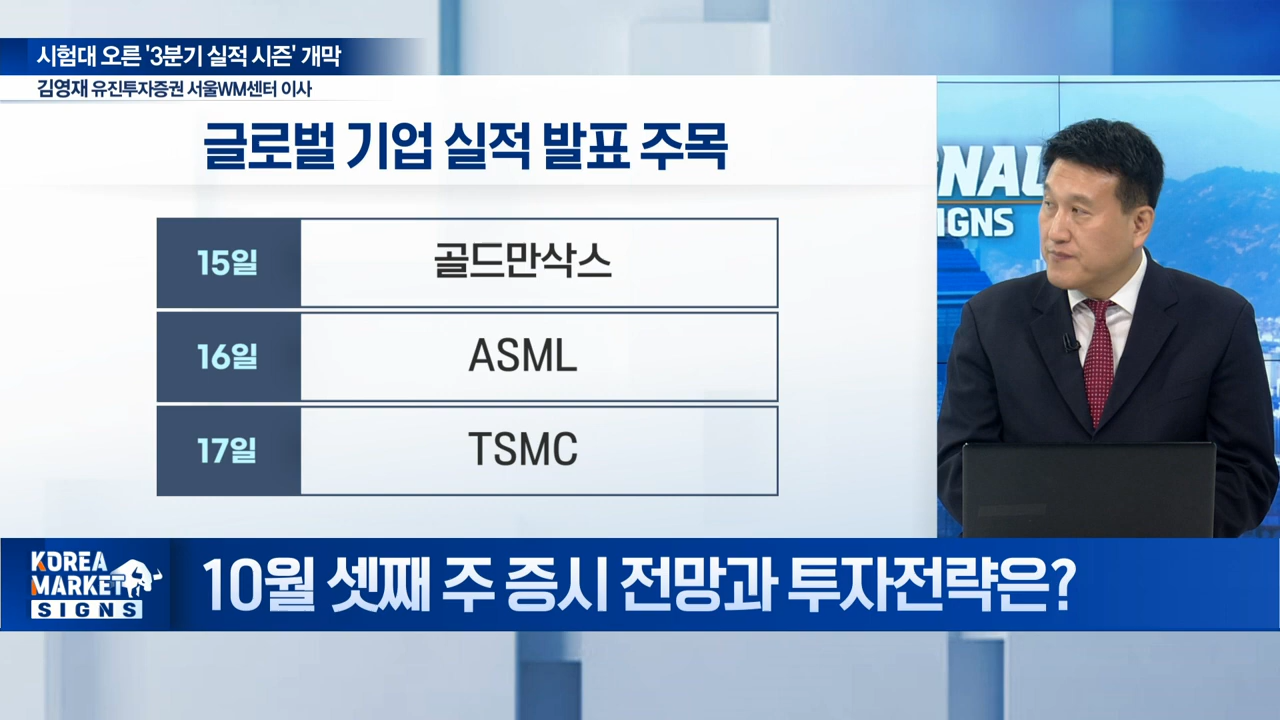 시험대 오른 '3분기 실적 시즌' 개막
김영재 유진투자증권 서울WM센터 이사
글로벌 기업 실적 발표 주목
15일 골드만삭스
16일 ASML
17일 TSMC
IGNS
KOREA
MARKET
SIGNS
10월 셋째 주 증시 전망과 투자전략은?